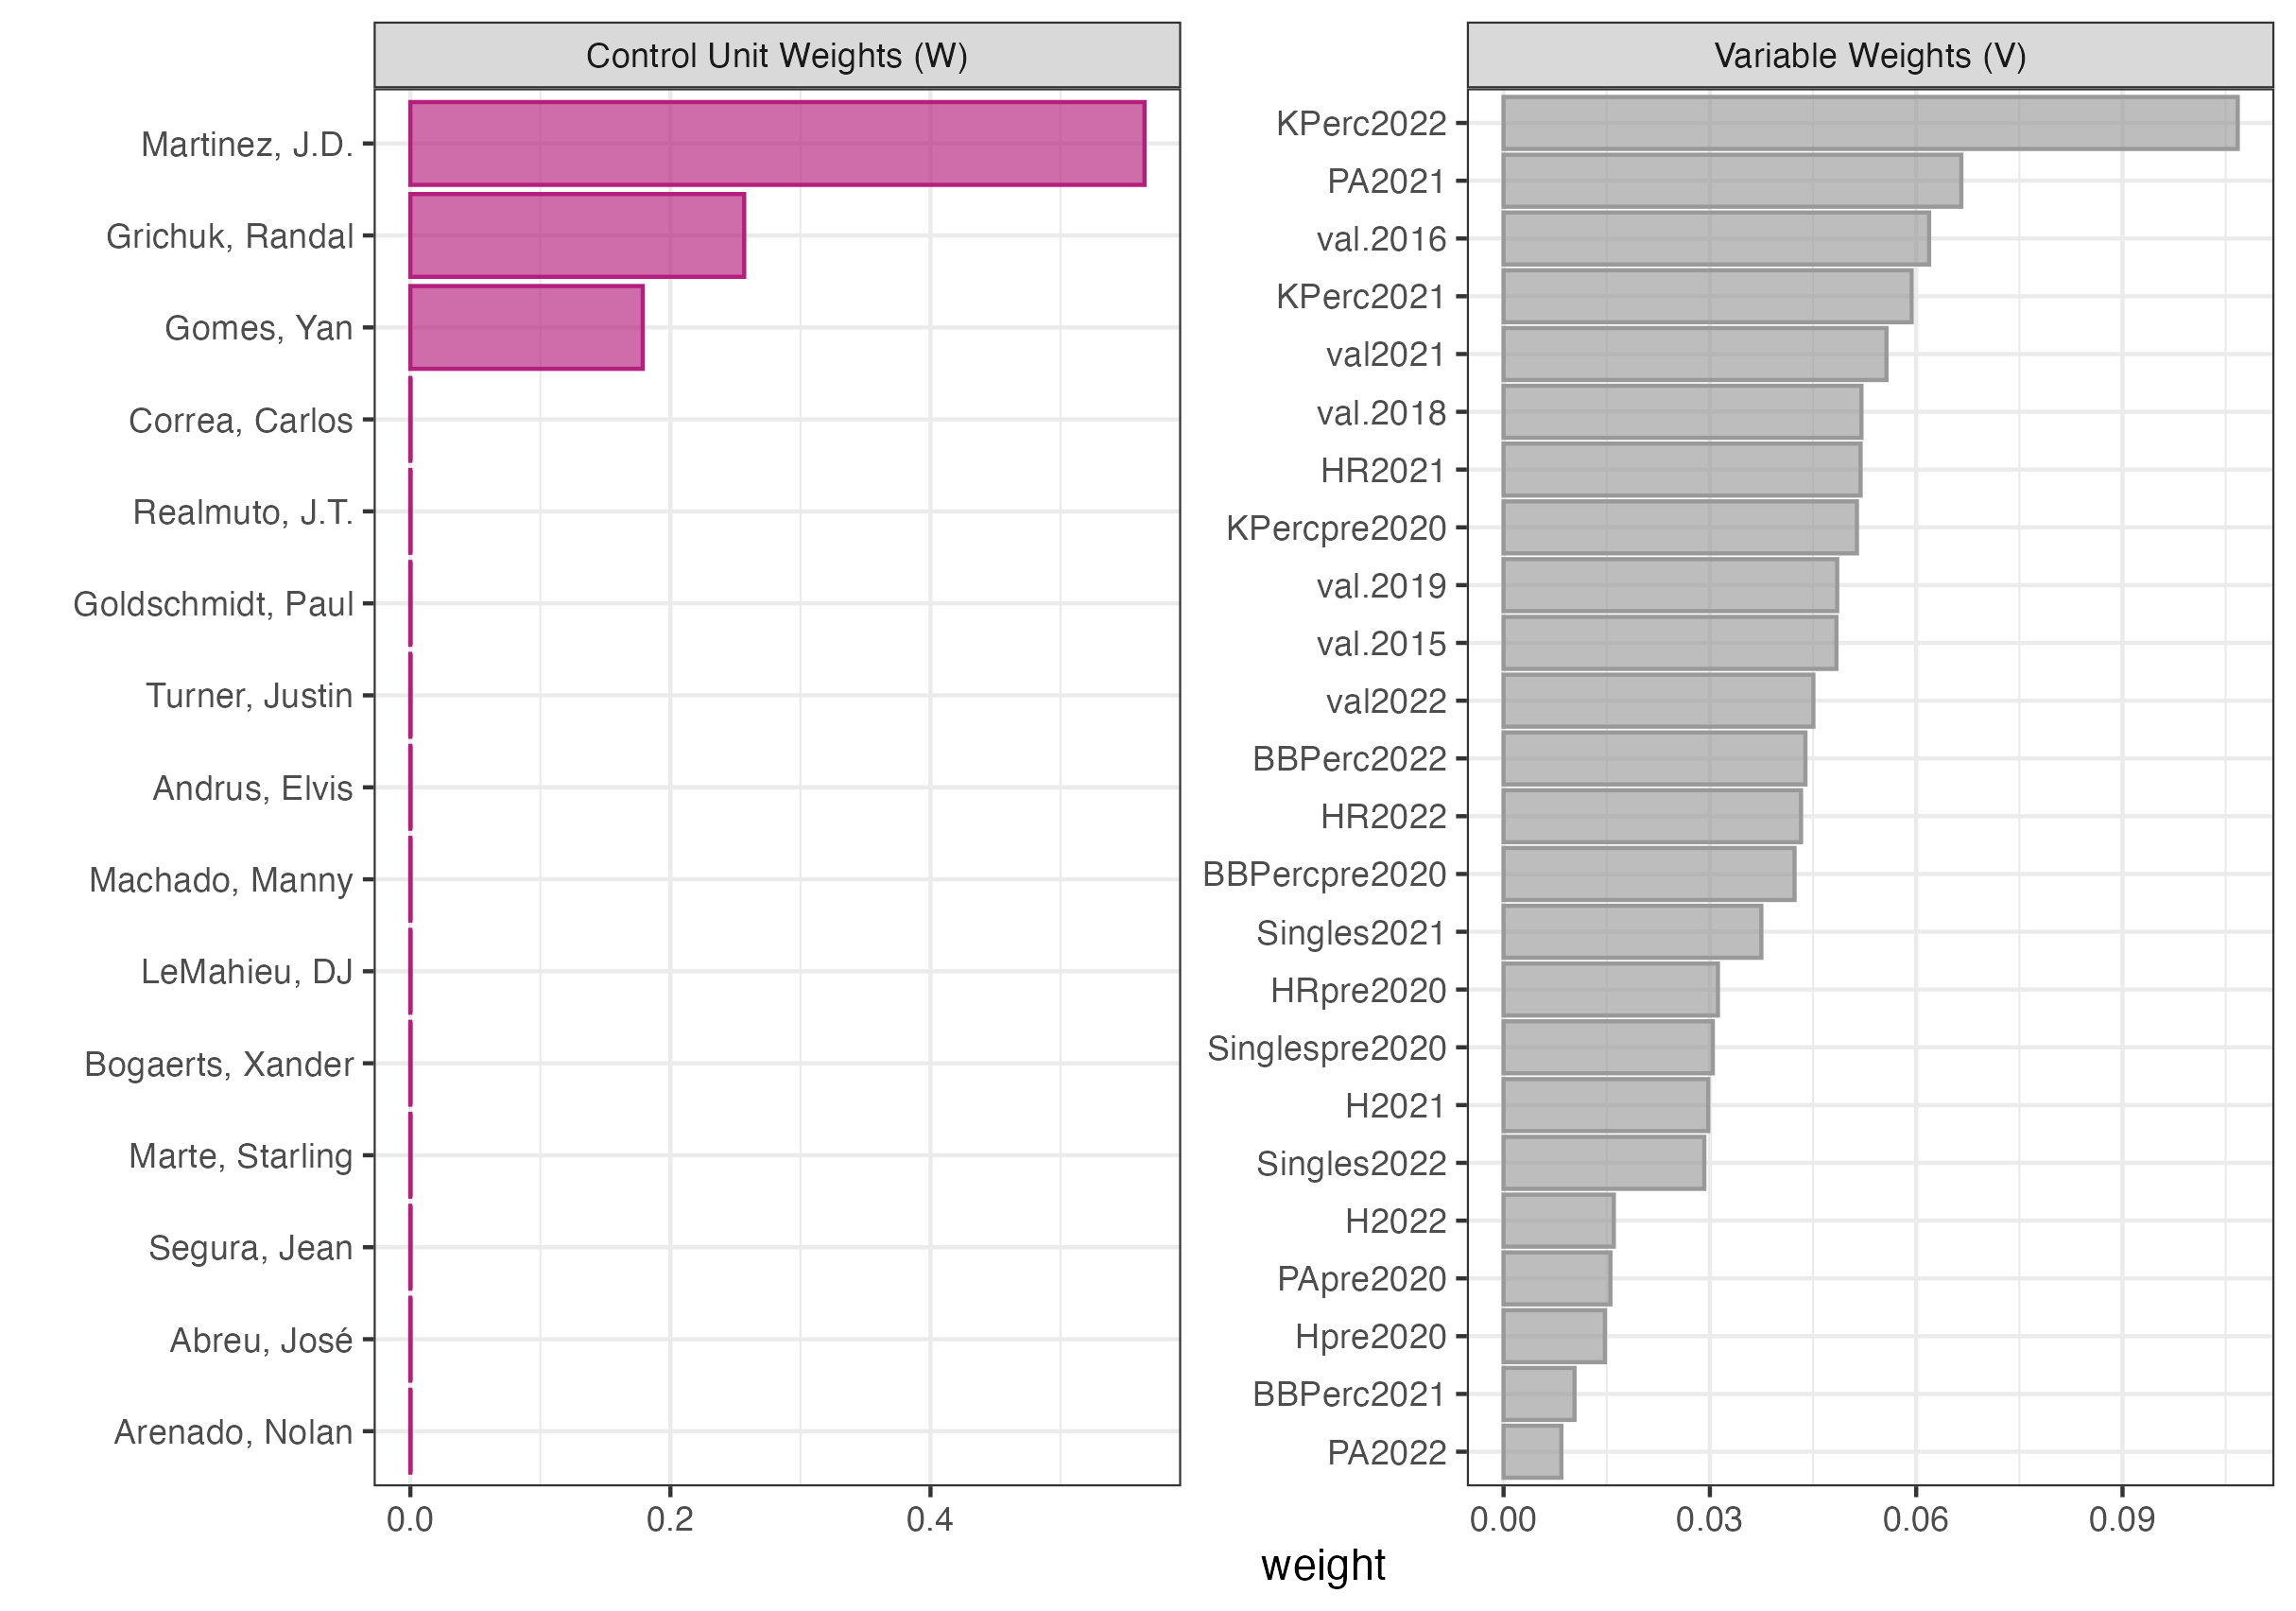 Control Unit Weights (W)
Martinez, J.D.
Grichuk, Randal
Gomes, Yan
Correa, Carlos
Realmuto, J.T.
Goldschmidt, Paul
Turner, Justin
Andrus, Elvis
Machado, Manny
LeMahieu, DJ
Bogaerts, Xander
Marte, Starling
Segura, Jean
Abreu, José
Arenado, Nolan
0.0 0.2 0.4
Variable Weights (V)
KPerc2022
PA2021
val.2016
KPerc2021
val2021
val.2018
HR2021
KPercpre2020
val.2019
val.2015
val2022
BBPerc2022
HR2022
BBPercpre2020
Singles2021
HRpre2020
Singlespre2020
H2021
Singles2022
H2022
PApre2020
Hpre2020
BBPerc2021
PA2022
0.00 0.03 0.06 0.09
weight